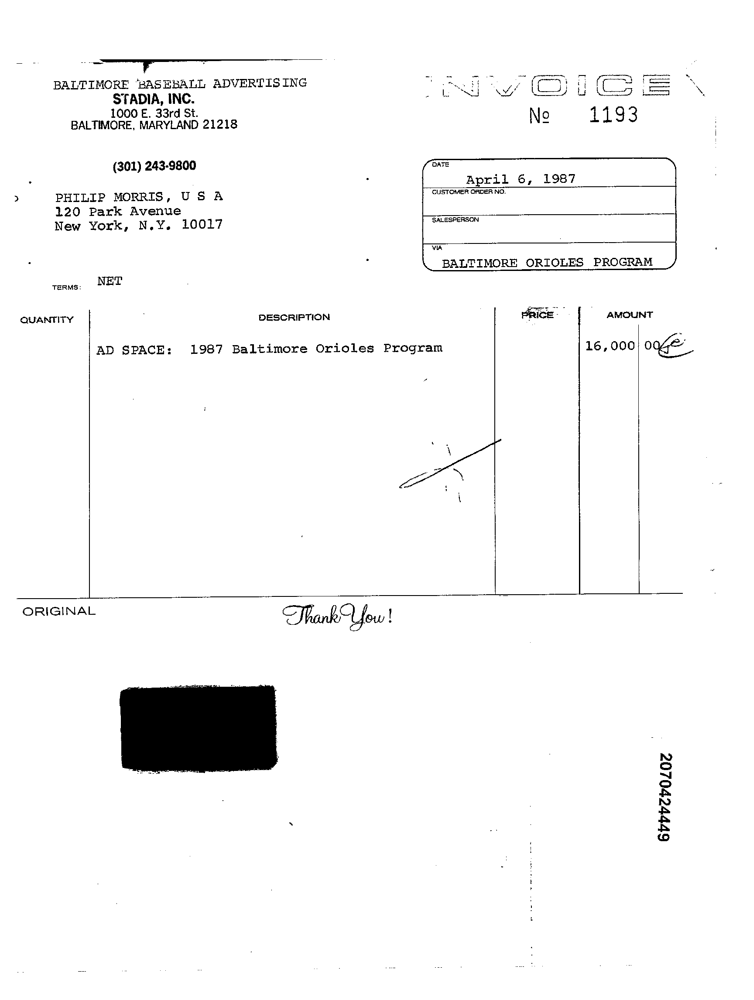 BALTIMORE BASEBALL ADVERTISING
STADIA, INC.
1000 E. 33rd St.
BALTIMORE, MARYLAND 21218
(301) 243-9800
INVOICE
No 1193
PHILIP MORRIS, U S A
120 Park Avenue
New York, N.Y. 10017
DATE
April 6, 1987
CUSTOMER ORDER NO.
SALESPERSON
VIA
BALTIMORE ORIOLES PROGRAM
TERMS: NET
QUANTITY DESCRIPTION PRICE AMOUNT
AD SPACE: 1987 Baltimore Orioles Program 16,000 00
ORIGINAL
Thank You!
2070424449